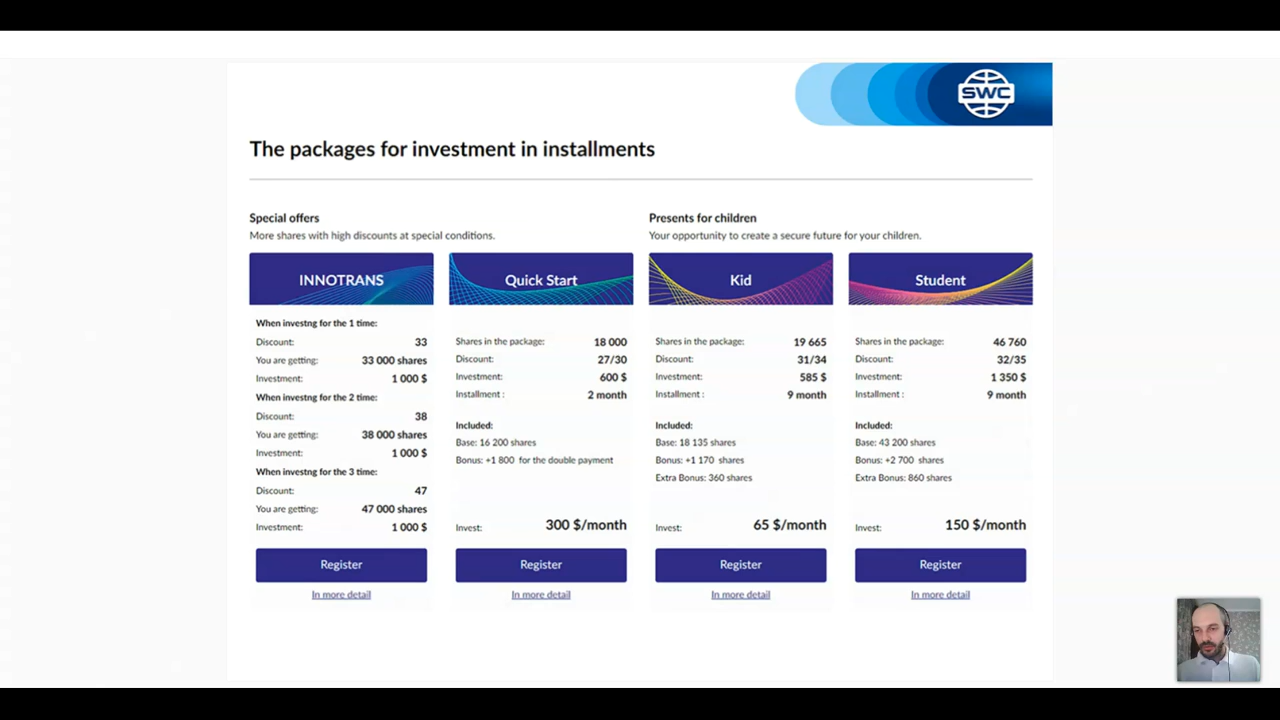 SWC
The packages for investment in installments
Special offers
More shares with high discounts at special conditions.
Presents for children
Your opportunity to create a secure future for your children.
INNOTRANS
When investng for the 1 time:
Discount: 33
You are getting: 33 000 shares
Investment: 1 000 $
When investng for the 2 time:
Discount: 38
You are getting: 38 000 shares
Investment: 1 000 $
When investng for the 3 time:
Discount: 47
You are getting: 47 000 shares
Investment: 1 000 $
Register
In more detail
Quick Start
Shares in the package: 18 000
Discount: 27/30
Investment: 600 $
Installment : 2 month
Included:
Base: 16 200 shares
Bonus: +1 800 for the double payment
Invest: 300 $/month
Register
In more detail
Kid
Shares in the package: 19 665
Discount: 31/34
Investment: 585 $
Installment : 9 month
Included:
Base: 18 135 shares
Bonus: +1 170 shares
Extra Bonus: 360 shares
Invest: 65 $/month
Register
In more detail
Student
Shares in the package: 46 760
Discount: 32/35
Investment: 1 350 $
Installment : 9 month
Included:
Base: 43 200 shares
Bonus: +2 700 shares
Extra Bonus: 860 shares
Invest: 150 $/month
Register
In more detail